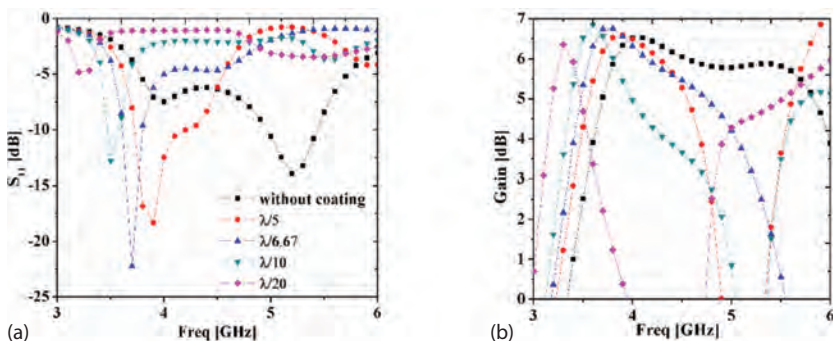 0
-5
-10
-15
-20
-25
S11 [dB]
without coating
λ/5
λ/6,67
λ/10
λ/20
3
4
5
6
Freq [GHz]
(a)
7
6
5
4
3
2
1
0
Gain [dB]
3
4
5
6
Freq [GHz]
(b)